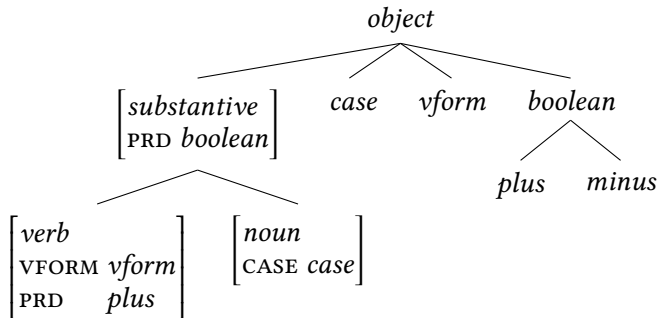 object
substantive case vform boolean
PRD boolean
plus minus
verb noun
VFORM vform CASE case
PRD plus